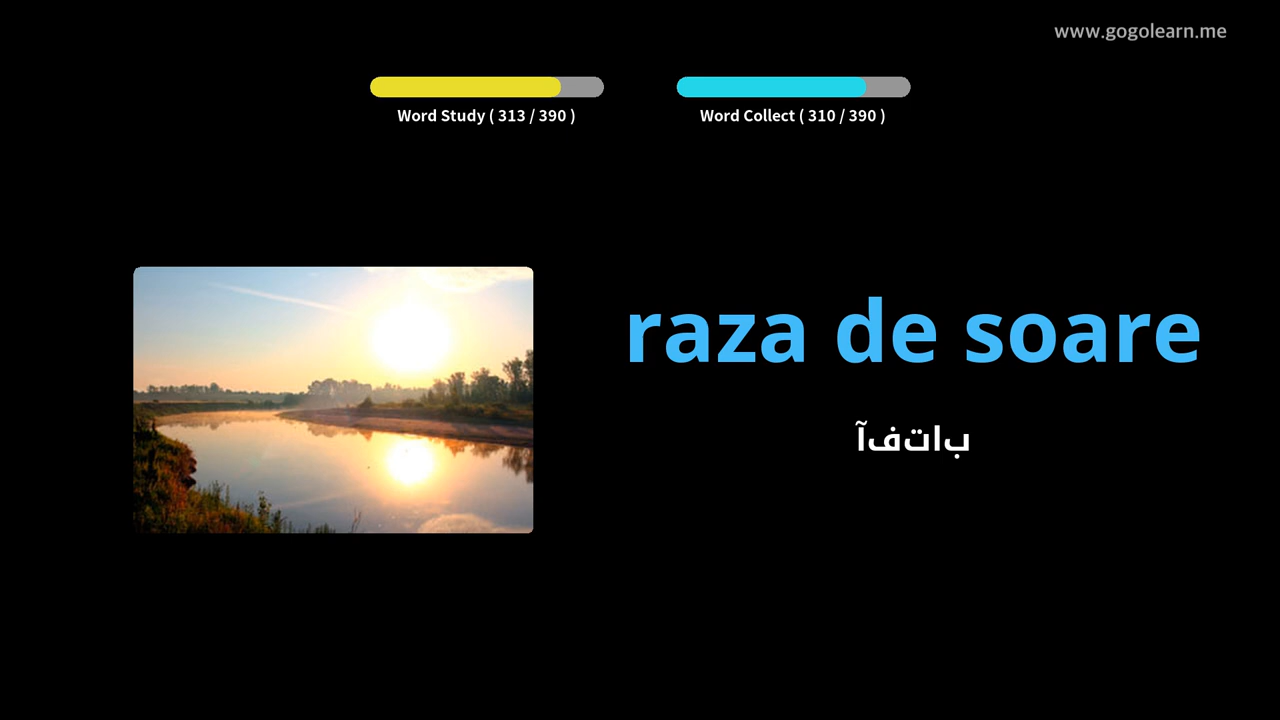 www.gogolearn.me
Word Study ( 313 / 390 )
Word Collect ( 310 / 390 )
raza de soare
آفتاب